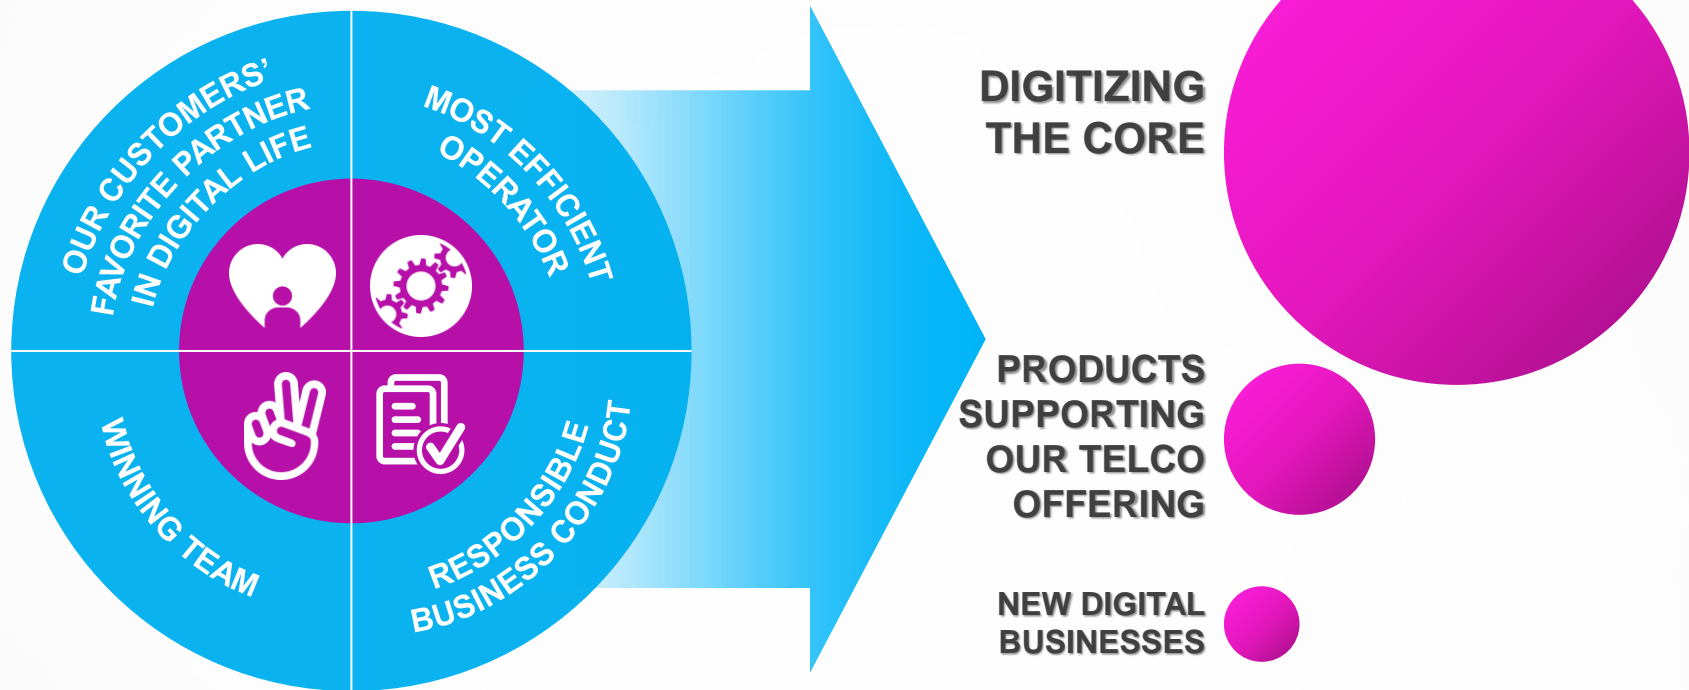 OUR CUSTOMERS’
FAVORITE PARTNER
IN DIGITAL LIFE
MOST EFFICIENT
OPERATOR
WINNING TEAM
RESPONSIBLE
BUSINESS CONDUCT
DIGITIZING
THE CORE
PRODUCTS
SUPPORTING
OUR TELCO
OFFERING
NEW DIGITAL
BUSINESSES